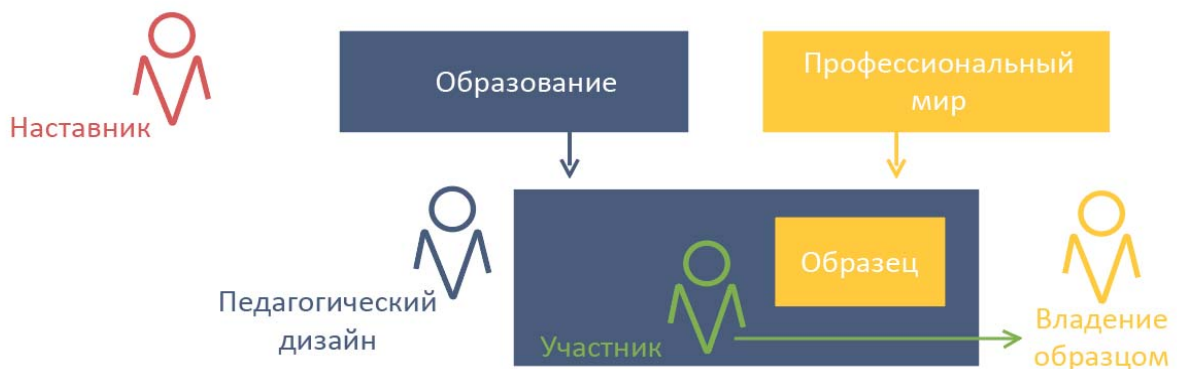 Образование
Профессиональный
мир
Наставник
Образец
Педагогический
дизайн
Участник
Владение
образцом